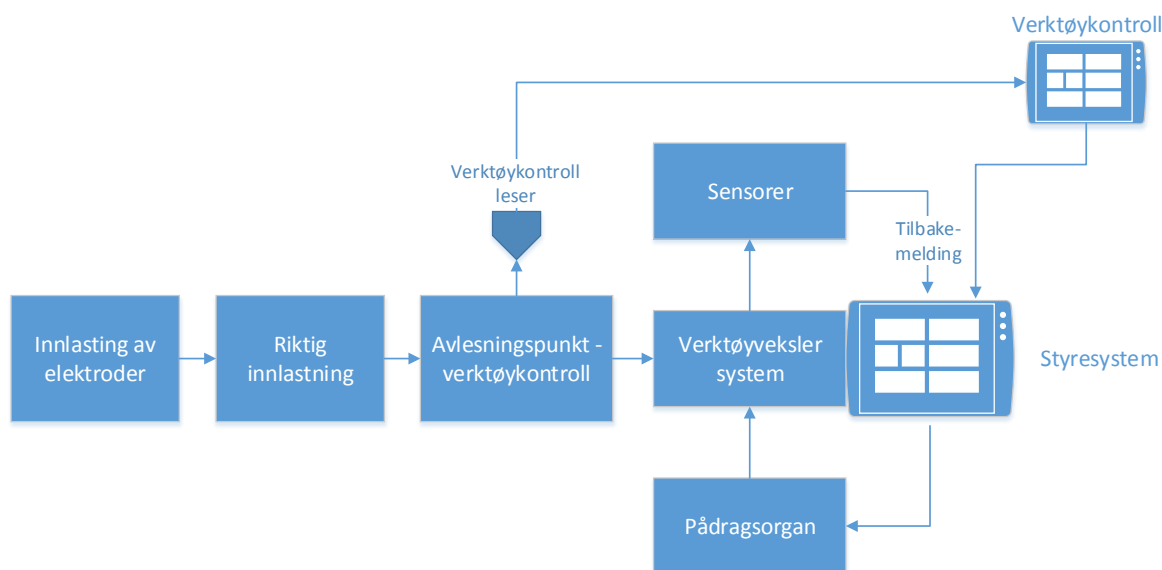 Verktøykontroll
Verktøykontroll
leser
Sensorer
Tilbake-
melding
Innlasting av
elektroder
Riktig
innlastning
Avlesningspunkt -
verktøykontroll
Verktøyveksler
system
Styresystem
Pådragsorgan